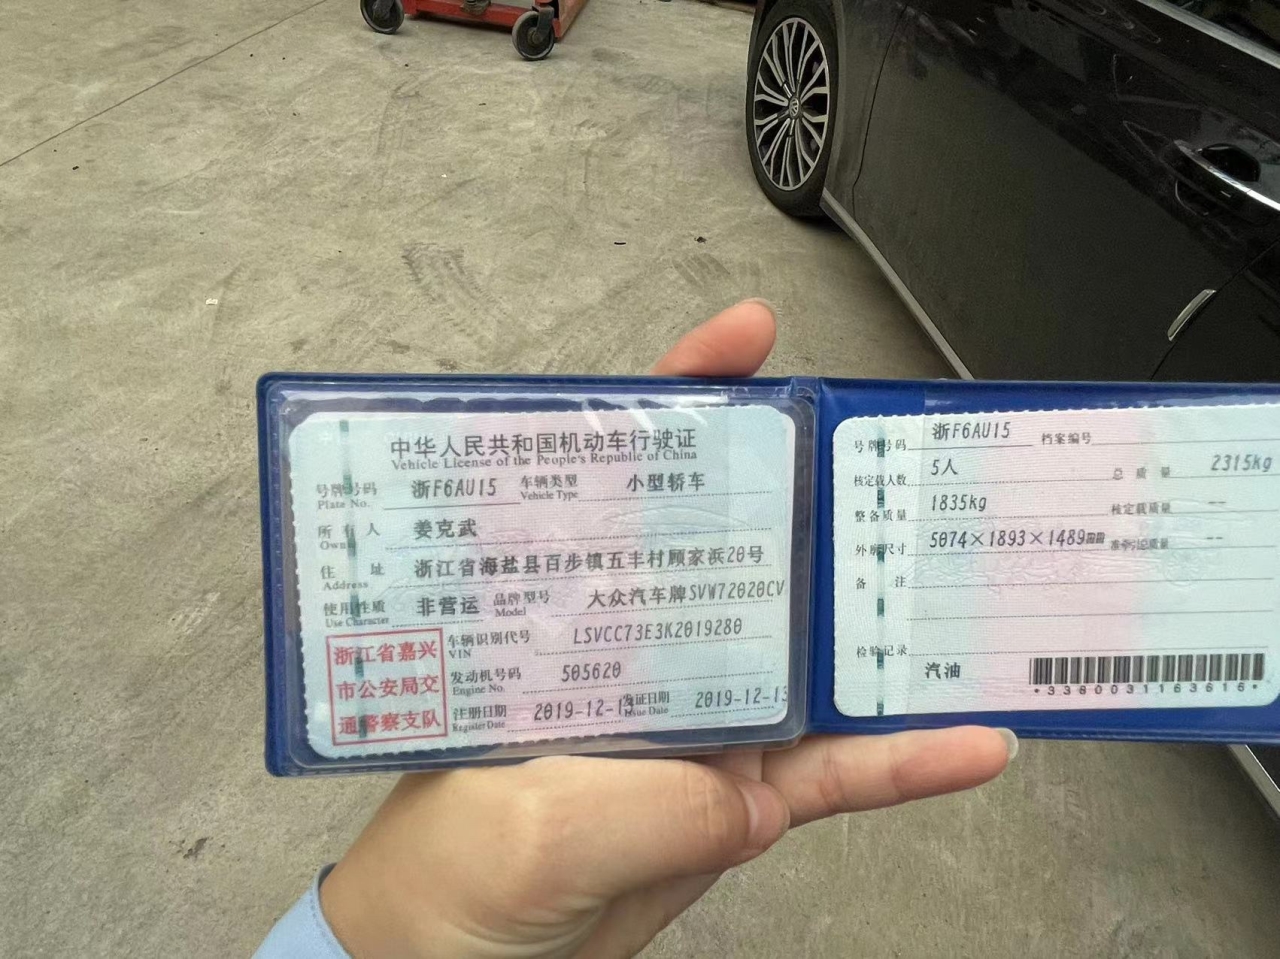 中华人民共和国机动车行驶证
Vehicle License of the People's Republic of China
号牌号码 浙F6AU15 车辆类型 小型轿车
Plate No. Vehicle Type
所有人 姜克武
Owner
住址 浙江省海盐县百步镇五丰村顾家浜20号
Address
使用性质 非营运 品牌型号 大众汽车牌SVW72020CV
Use Character Model
浙江省嘉兴
市公安局交
通警察支队
车辆识别代号 LSVCC73E3K2019280
VIN
发动机号码 505620
Engine No.
注册日期 2019-12-13 发证日期 2019-12-13
Register Date Issue Date
号牌号码 浙F6AU15 档案编号
核定载人数 5人 总质量 2315kg
整备质量 1835kg 核定载质量 --
外廓尺寸 5074×1893×1489mm 准牵引总质量 --
备注
检验记录
汽油
*3380031163616*